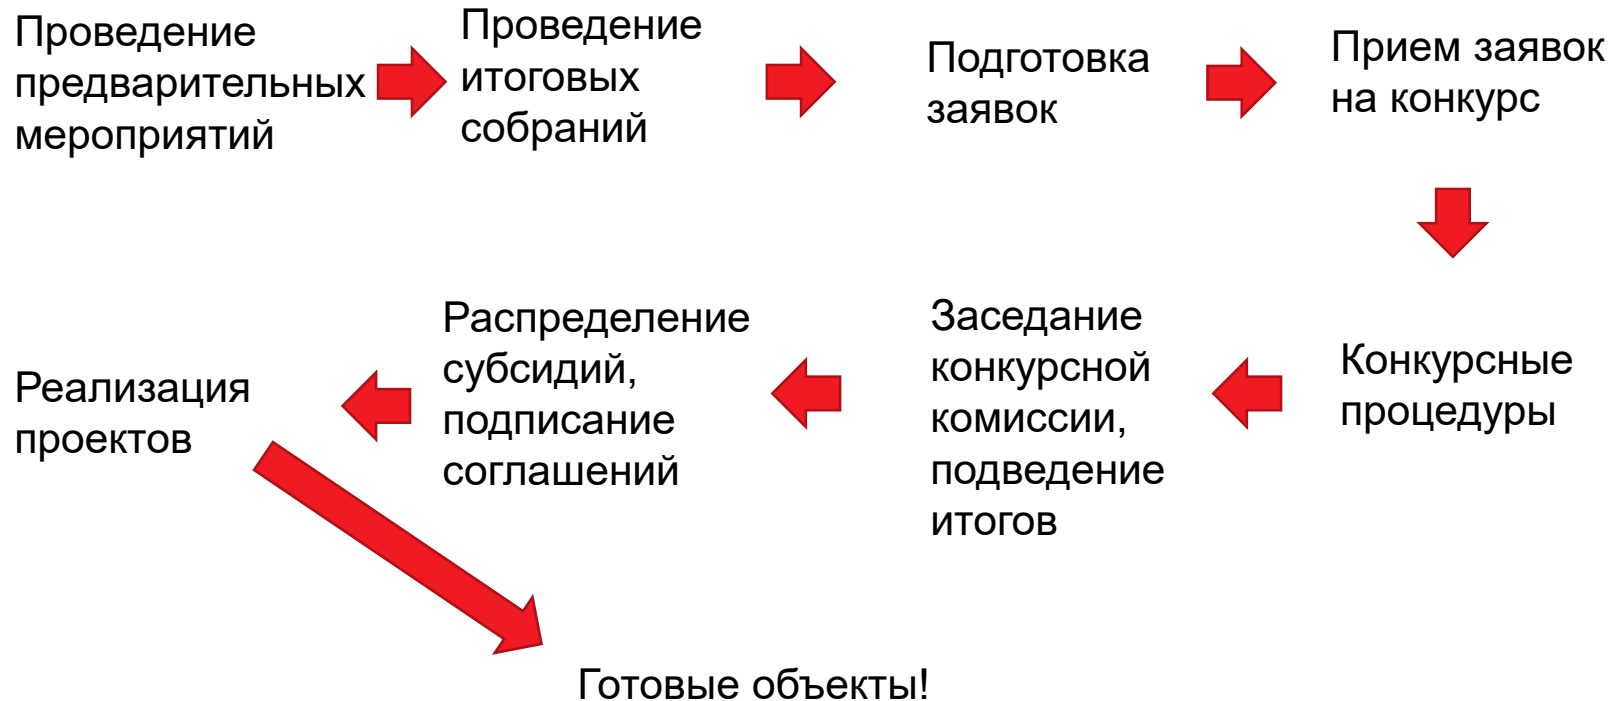 Проведение
предварительных
мероприятий
Проведение
итоговых
собраний
Подготовка
заявок
Прием заявок
на конкурс
Конкурсные
процедуры
Заседание
конкурсной
комиссии,
подведение
итогов
Распределение
субсидий,
подписание
соглашений
Реализация
проектов
Готовые объекты!